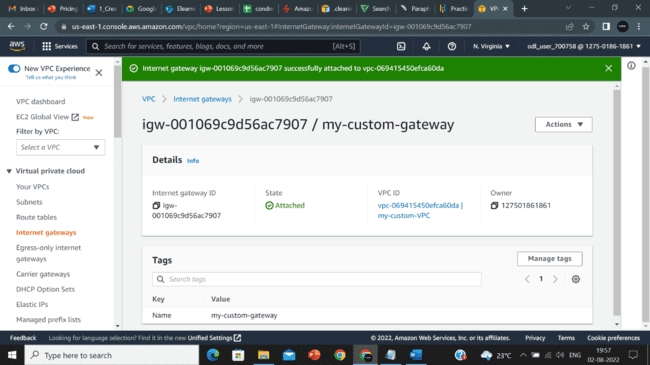 Inbox
Pricing
1_Crea
Google
Cleanin
Lesson
condo
Amazo
.cleanin
Search
Paraph
Practic
VPC
us-east-1.console.aws.amazon.com/vpc/home?region=us-east-1#InternetGateway:internetGatewayId=igw-001069c9d56ac7907
aws
Services
Search for services, features, blogs, docs, and more
[Alt+S]
N. Virginia
odl_user_700758 @ 1275-0186-1861
New VPC Experience
Tell us what you think
Internet gateway igw-001069c9d56ac7907 successfully attached to vpc-069415450efca60da
VPC dashboard
EC2 Global View New
Filter by VPC:
Select a VPC
Virtual private cloud
Your VPCs
Subnets
Route tables
Internet gateways
Egress-only internet
gateways
Carrier gateways
DHCP Option Sets
Elastic IPs
Managed prefix lists
VPC
Internet gateways
igw-001069c9d56ac7907
igw-001069c9d56ac7907 / my-custom-gateway
Actions
Details Info
Internet gateway ID
igw-
001069c9d56ac7907
State
Attached
VPC ID
vpc-069415450efca60da |
my-custom-VPC
Owner
127501861861
Tags
Manage tags
Search tags
1
Key Value
Name my-custom-gateway
Feedback
Looking for language selection? Find it in the new Unified Settings
© 2022, Amazon Web Services, Inc. or its affiliates.
Privacy
Terms
Cookie preferences
Type here to search
23°C
ENG
19:57
02-08-2022